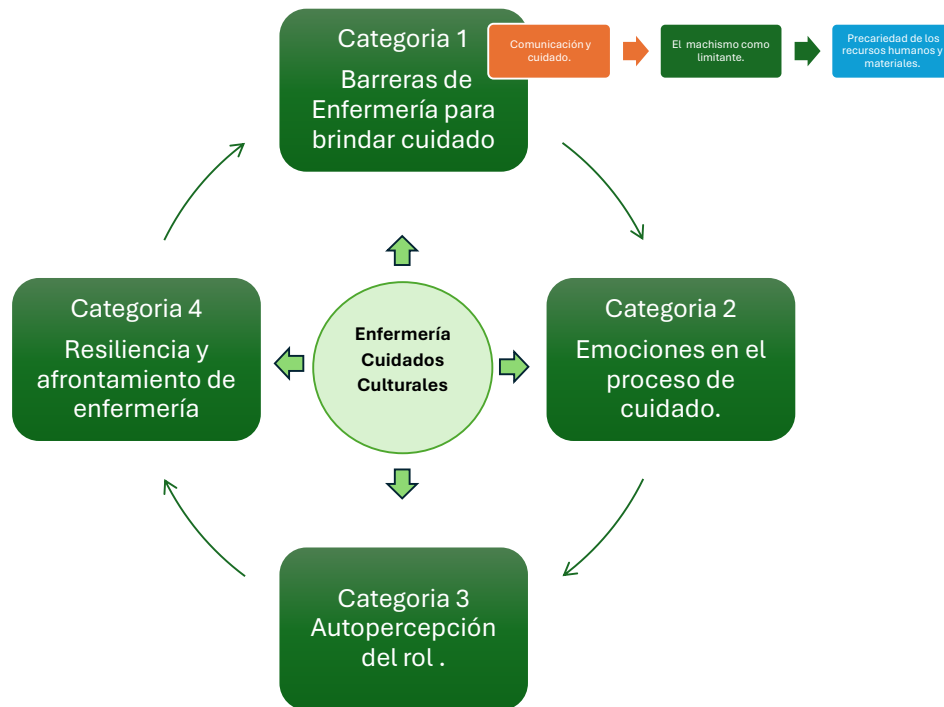 Categoria 1
Barreras de
Enfermería para
brindar cuidado
Comunicación y
cuidado.
El machismo como
limitante.
Precariedad de los
recursos humanos y
materiales.
Categoria 4
Resiliencia y
afrontamiento de
enfermería
Enfermería
Cuidados
Culturales
Categoria 2
Emociones en el
proceso de
cuidado.
Categoria 3
Autopercepción
del rol .